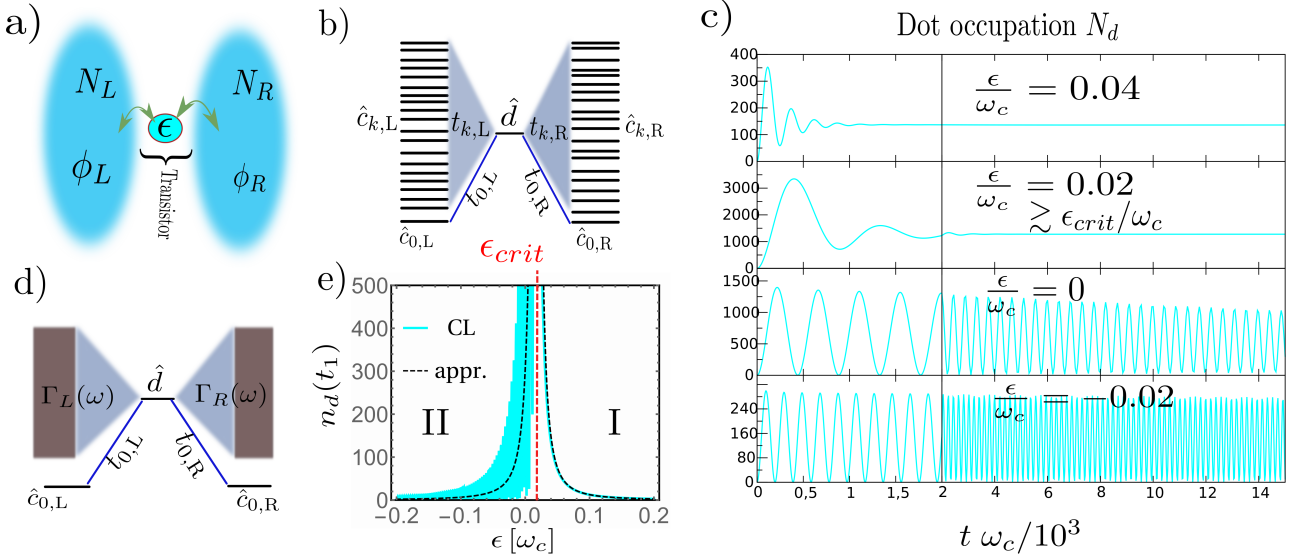 a)
N_L
N_R
ϵ
ϕ_L
ϕ_R
Transistor
b)
ĉ_{k,L}
t_{k,L}
d̂
t_{k,R}
ĉ_{k,R}
t_{0,L}
t_{0,R}
ĉ_{0,L}
ĉ_{0,R}
c)
Dot occupation N_d
400
300
200
100
0
ϵ/ω_c = 0.04
3000
2000
1000
0
ϵ/ω_c = 0.02
≳ ϵ_{crit}/ω_c
1500
1000
500
0
ϵ/ω_c = 0
240
160
80
0
ϵ/ω_c = −0.02
0 0,5 1 1,5 2 4 6 8 10 12 14
t ω_c/10^3
d)
Γ_L(ω)
d̂
Γ_R(ω)
t_{0,L}
t_{0,R}
ĉ_{0,L}
ĉ_{0,R}
e)
ϵ_{crit}
500
400
300
200
100
0
n_d(t_1)
CL
appr.
II
I
−0.2 −0.1 0.0 0.1 0.2
ϵ [ω_c]